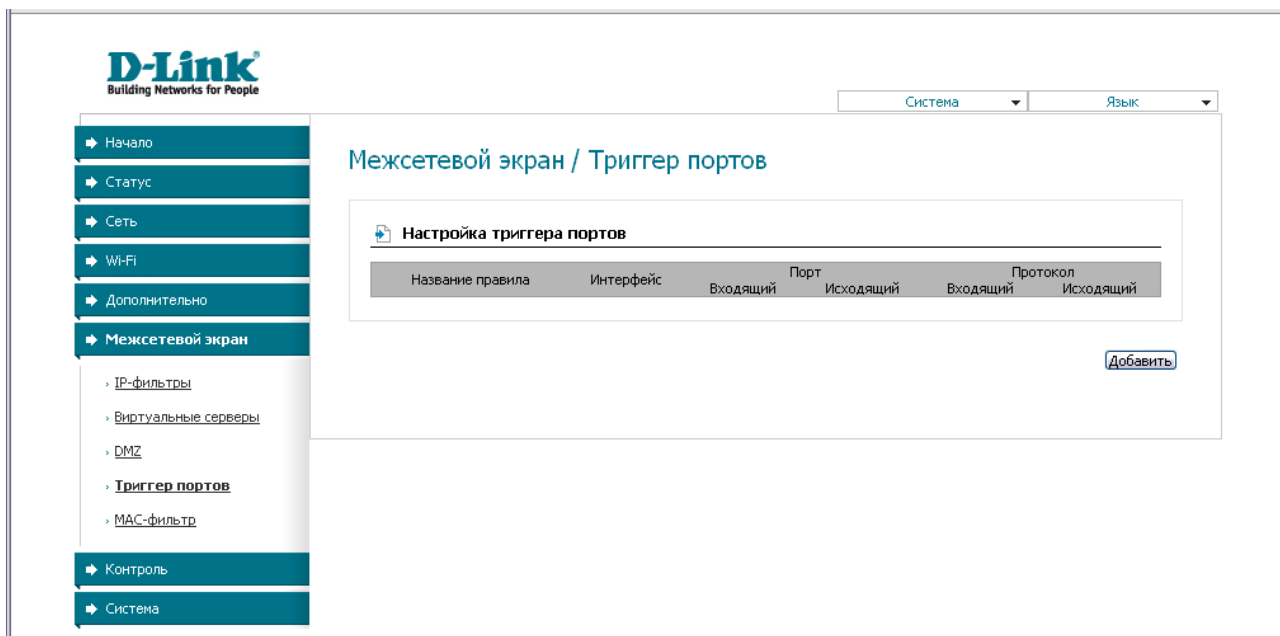 D-Link
Building Networks for People
Система
Язык
Начало
Статус
Сеть
Wi-Fi
Дополнительно
Межсетевой экран
IP-фильтры
Виртуальные серверы
DMZ
Триггер портов
MAC-фильтр
Контроль
Система
Межсетевой экран / Триггер портов
Настройка триггера портов
Название правила Интерфейс Порт Протокол
Входящий Исходящий Входящий Исходящий
Добавить